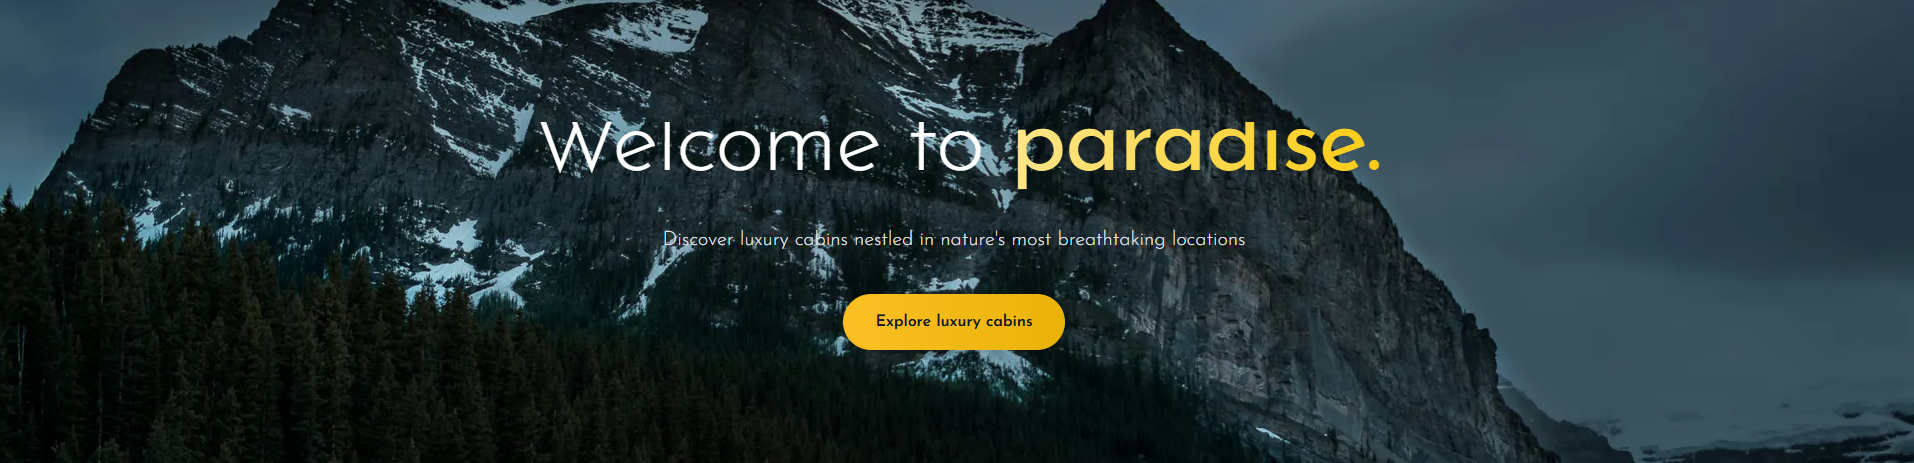 Welcome to paradise.
Discover luxury cabins nestled in nature's most breathtaking locations
Explore luxury cabins